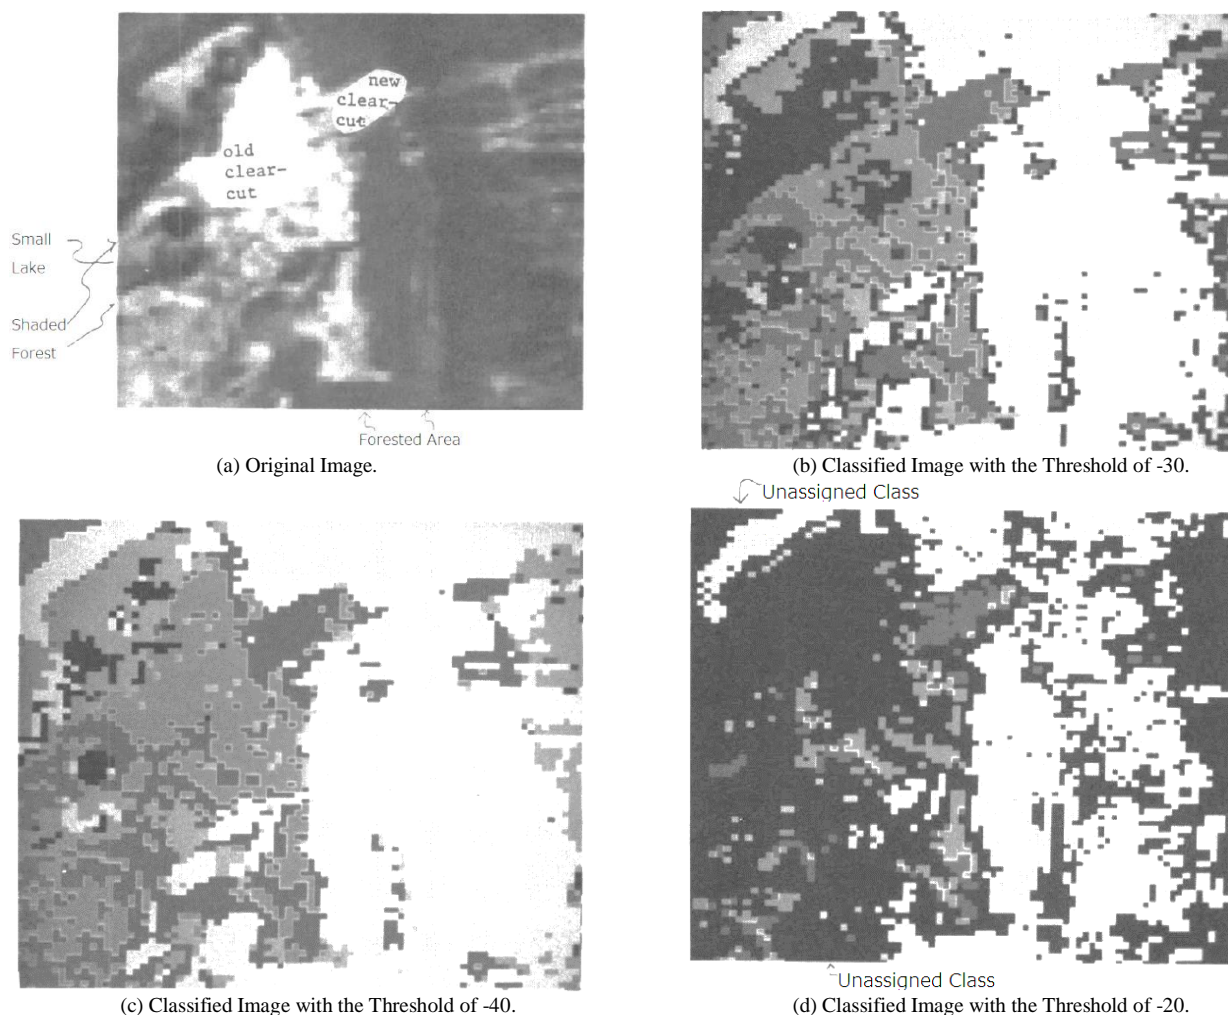 new
clear-
cut
old
clear-
cut
Small
Lake
Shaded
Forest
Forested Area
(a) Original Image.
(b) Classified Image with the Threshold of -30.
Unassigned Class
(c) Classified Image with the Threshold of -40.
Unassigned Class
(d) Classified Image with the Threshold of -20.